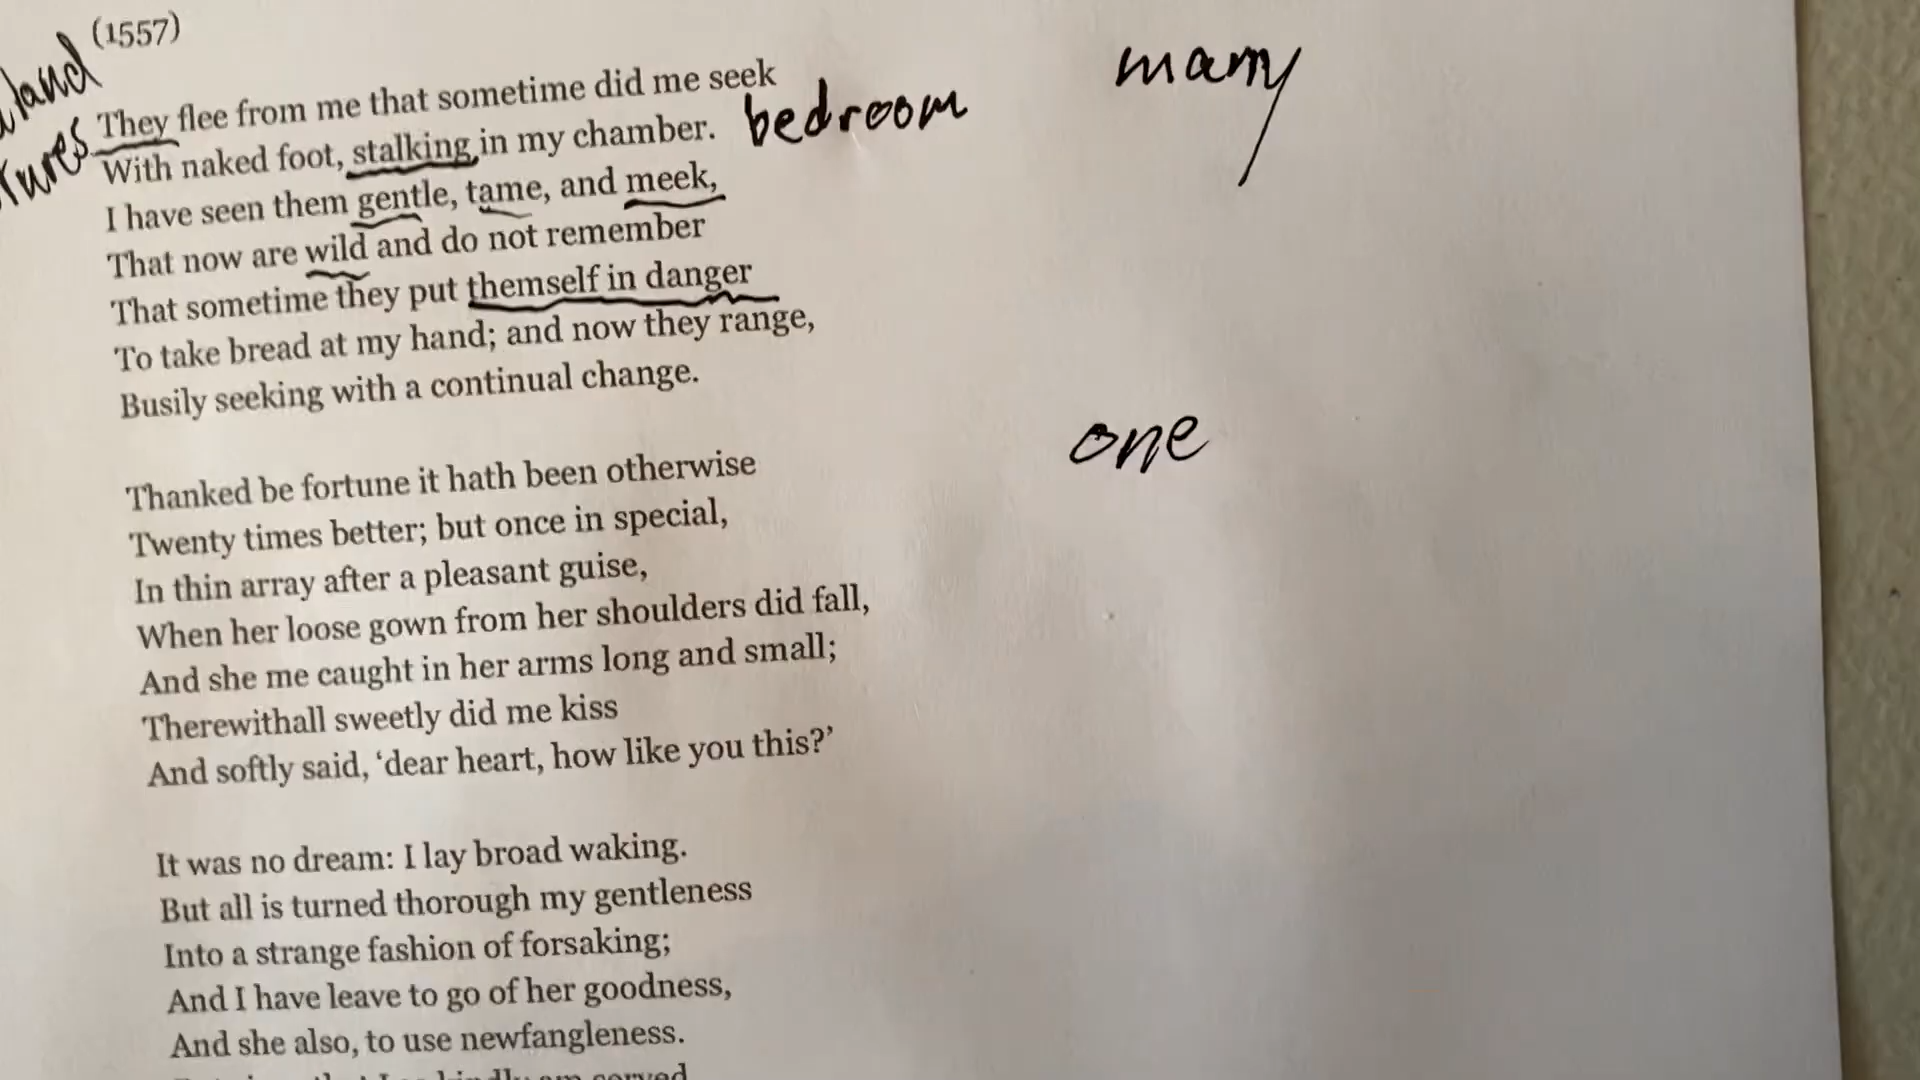 (1557)
land
They flee from me that sometime did me seek
many
With naked foot, stalking in my chamber. bedroom
I have seen them gentle, tame, and meek,
That now are wild and do not remember
That sometime they put themself in danger
To take bread at my hand; and now they range,
Busily seeking with a continual change.
one
Thanked be fortune it hath been otherwise
Twenty times better; but once in special,
In thin array after a pleasant guise,
When her loose gown from her shoulders did fall,
And she me caught in her arms long and small;
Therewithall sweetly did me kiss
And softly said, ‘dear heart, how like you this?’
It was no dream: I lay broad waking.
But all is turned thorough my gentleness
Into a strange fashion of forsaking;
And I have leave to go of her goodness,
And she also, to use newfangleness.